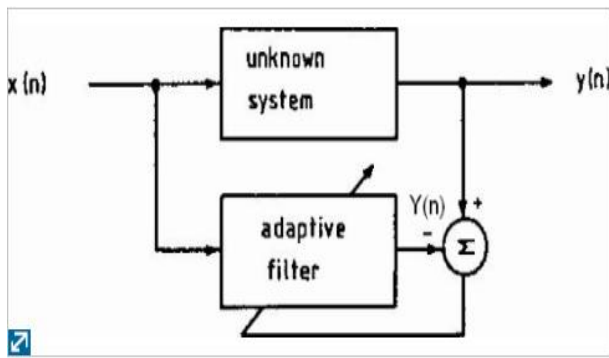 unknown
system
x(n)
y(n)
Y(n)
+
-
adaptive
filter
Σ